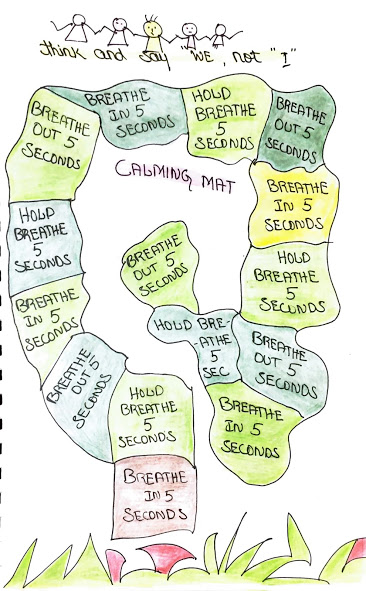 think and say "WE", not "I"
BREATHE
IN 5
SECONDS
HOLD
BREATHE
5
SECONDS
BREATHE
OUT 5
SECONDS
BREATHE
OUT 5
SECONDS
CALMING MAT
BREATHE
IN 5
SECONDS
HOLD
BREATHE
5
SECONDS
HOLD
BREATHE
5
SECONDS
BREATHE
OUT 5
SECONDS
BREATHE
IN 5
SECONDS
HOLD BRE-
-ATHE
5
SEC
BREATHE
OUT 5
SECONDS
BREATHE
OUT 5
SECONDS
HOLD
BREATHE
5
SECONDS
BREATHE
IN 5
SECONDS
BREATHE
IN 5
SECONDS